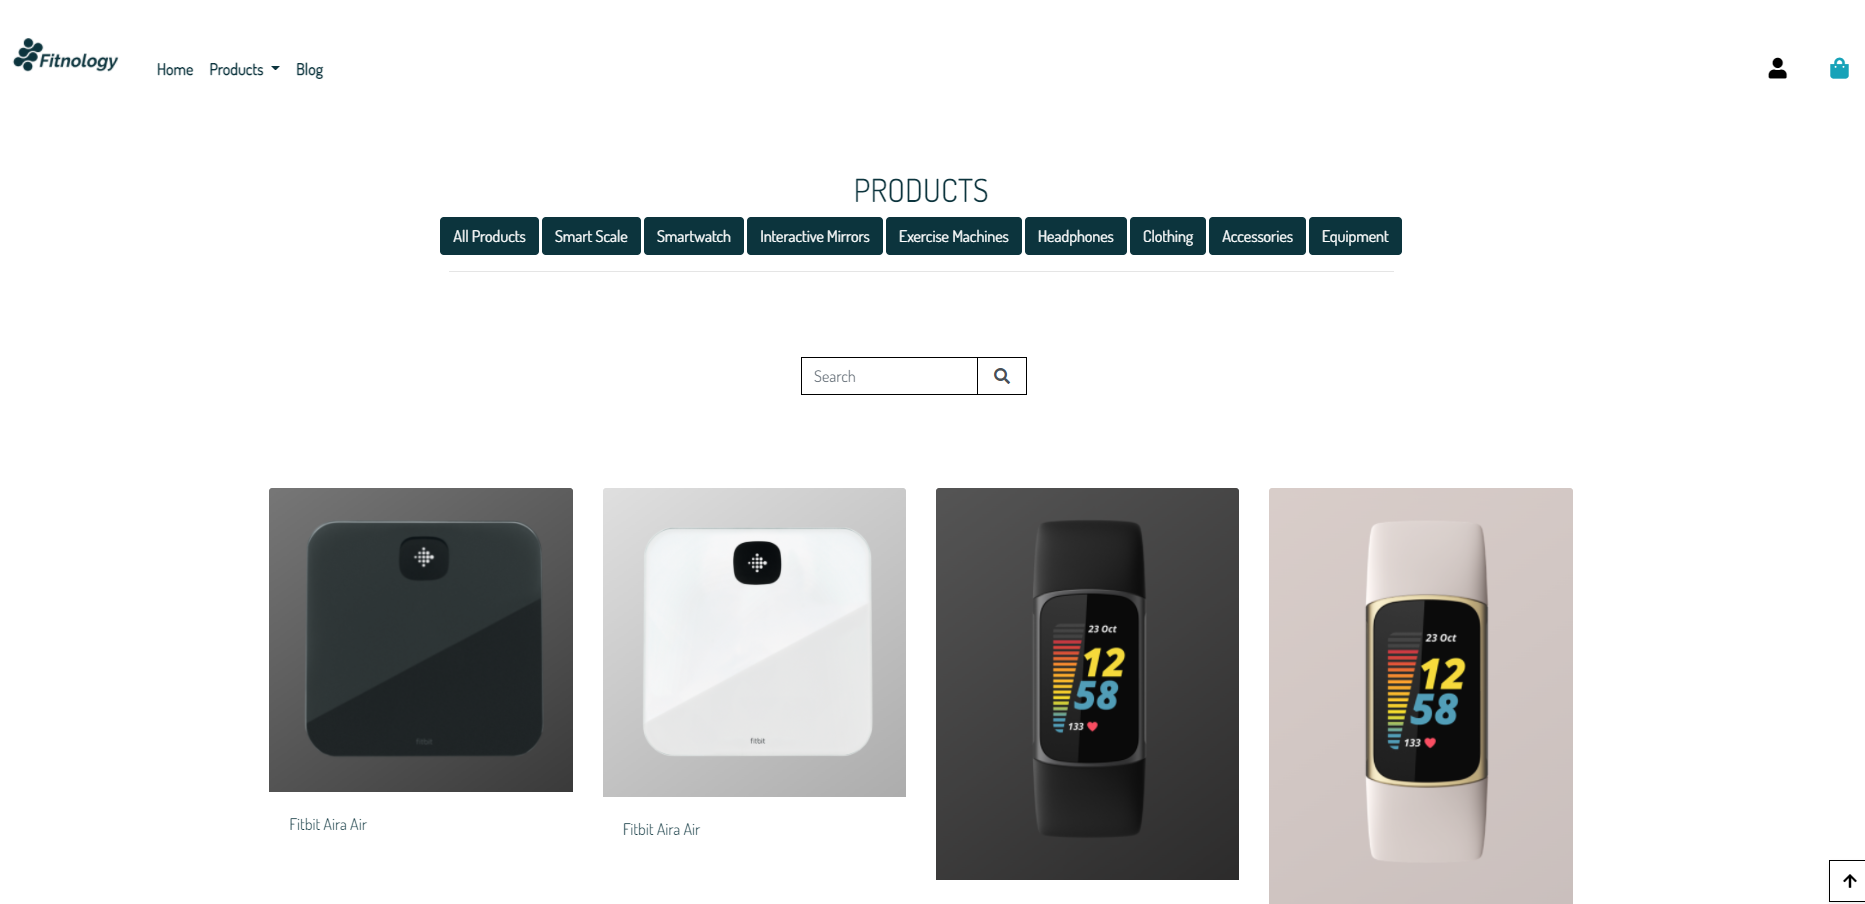 Fitnology
Home Products Blog
PRODUCTS
All Products Smart Scale Smartwatch Interactive Mirrors Exercise Machines Headphones Clothing Accessories Equipment
Search
fitbit
fitbit
23 Oct
12
58
133
23 Oct
12
58
133
Fitbit Aira Air
Fitbit Aira Air